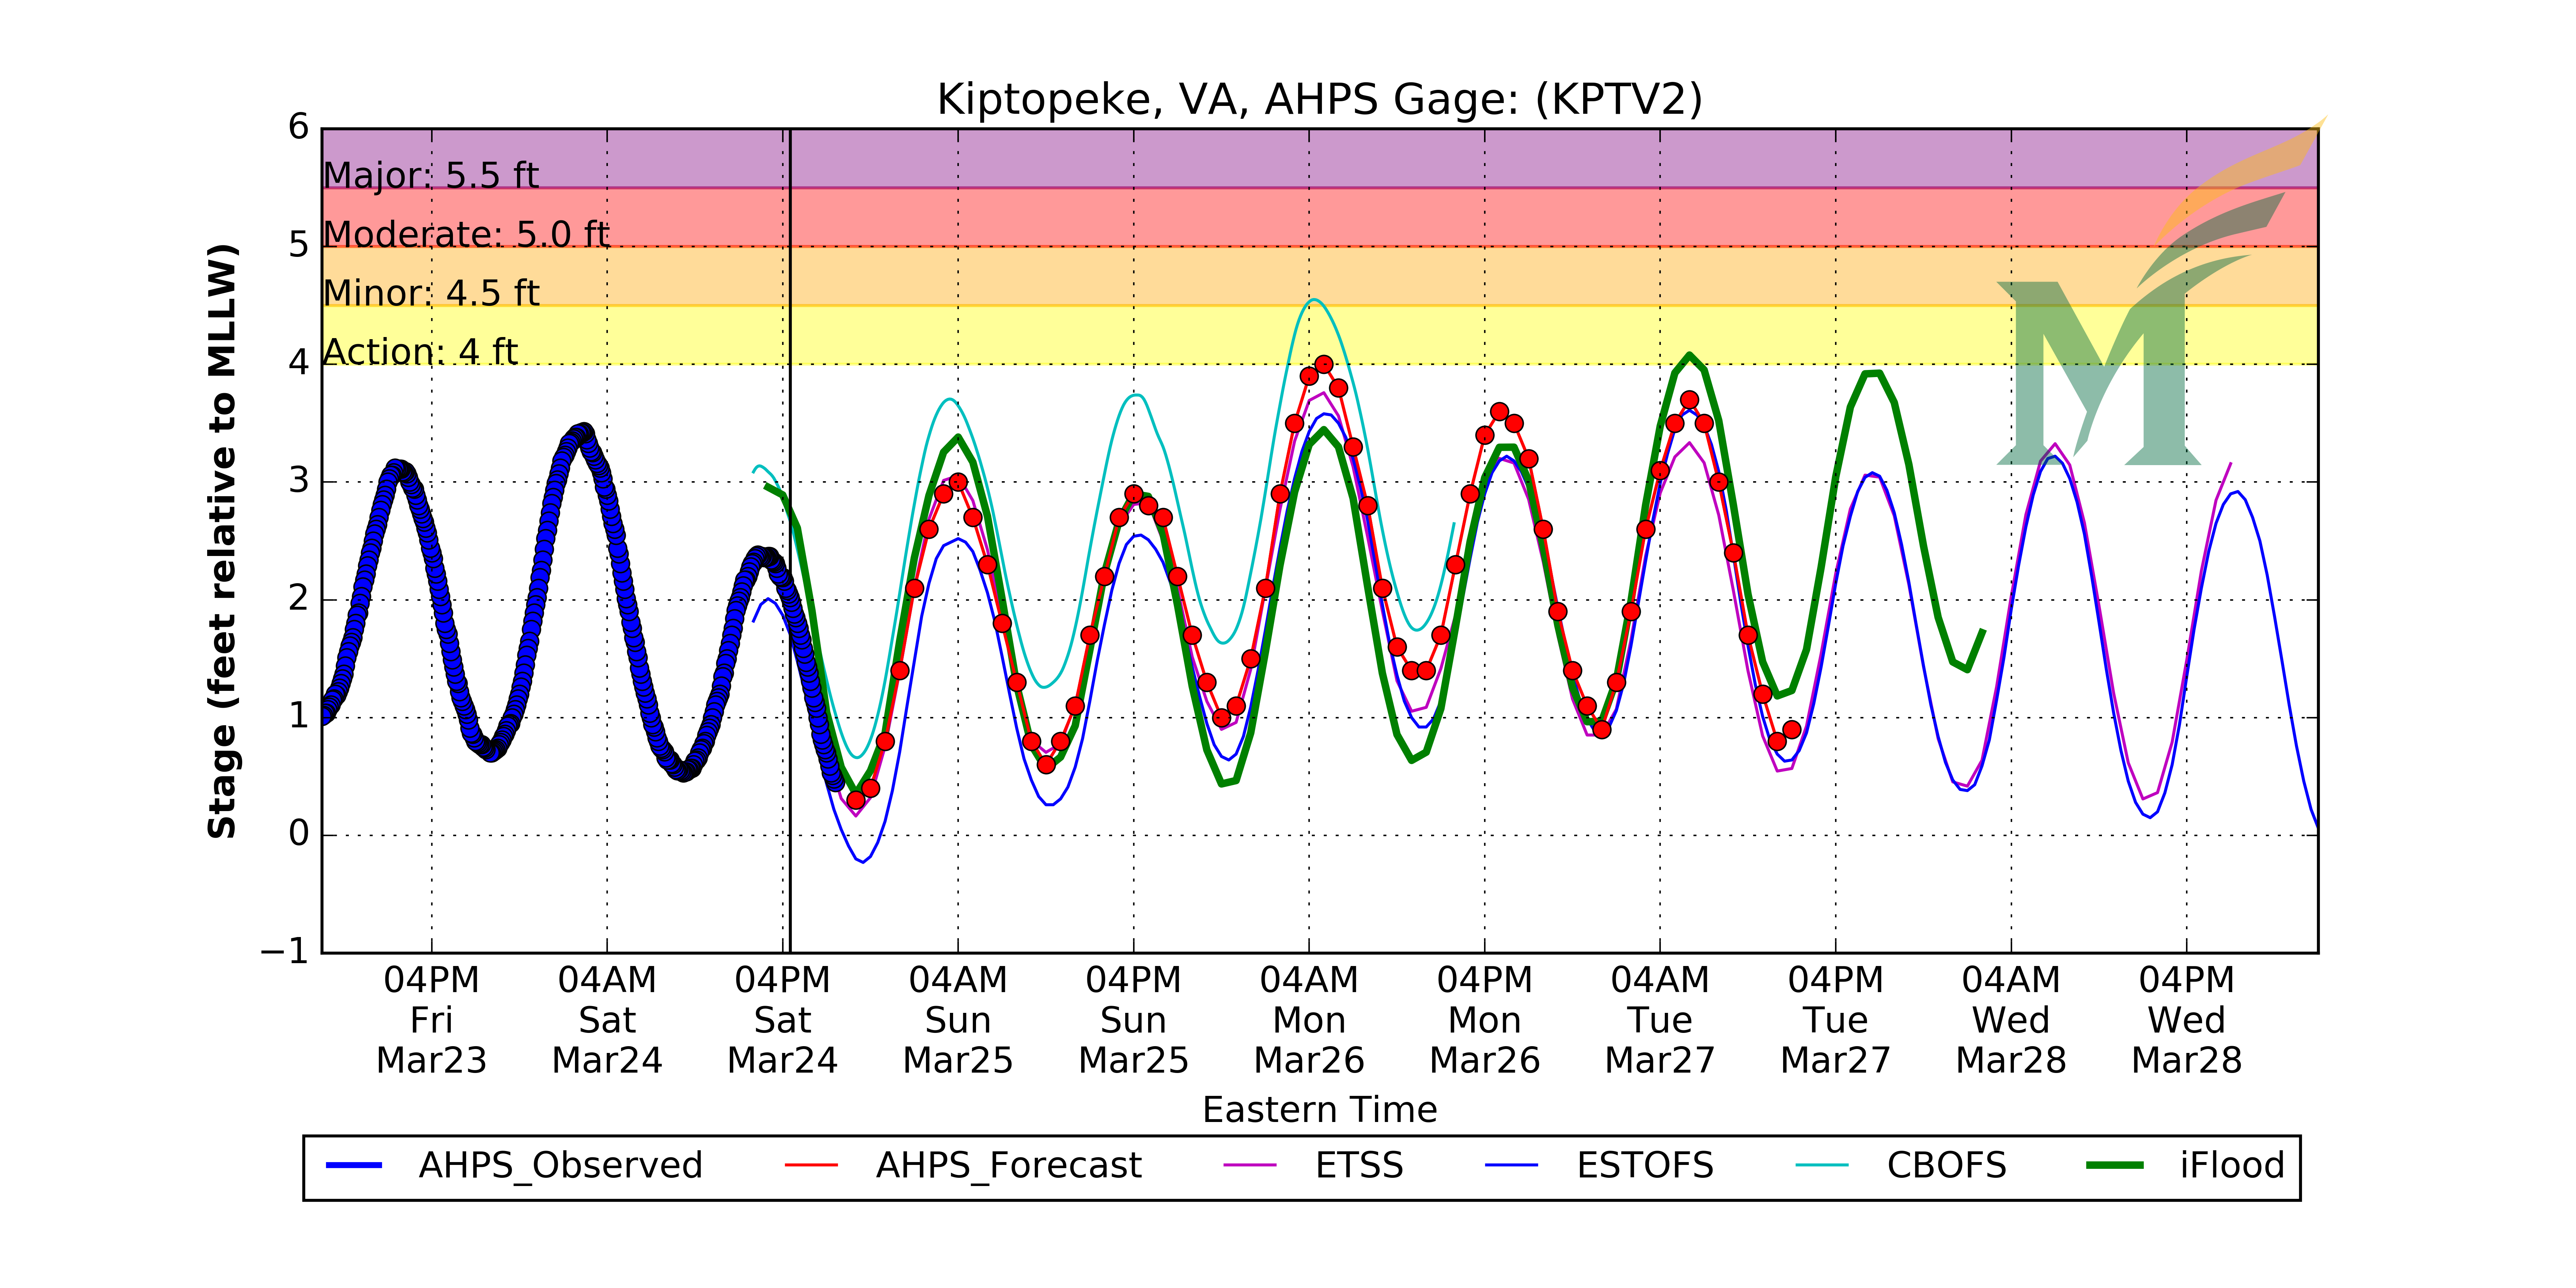 Kiptopeke, VA, AHPS Gage: (KPTV2)
6
Major: 5.5 ft
Moderate: 5.0 ft
5
Minor: 4.5 ft
Action: 4 ft
4
3
2
1
0
−1
Stage (feet relative to MLLW)
04PM 04AM 04PM 04AM 04PM 04AM 04PM 04AM 04PM 04AM 04PM
Fri Sat Sat Sun Sun Mon Mon Tue Tue Wed Wed
Mar23 Mar24 Mar24 Mar25 Mar25 Mar26 Mar26 Mar27 Mar27 Mar28 Mar28
Eastern Time
AHPS_Observed AHPS_Forecast ETSS ESTOFS CBOFS iFlood
M